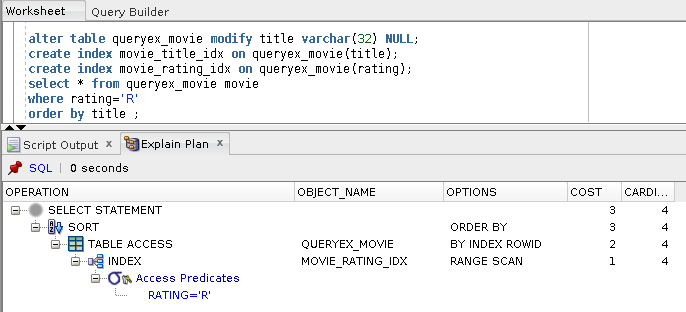 Worksheet Query Builder
alter table queryex_movie modify title varchar(32) NULL;
create index movie_title_idx on queryex_movie(title);
create index movie_rating_idx on queryex_movie(rating);
select * from queryex_movie movie
where rating='R'
order by title ;
Script Output x Explain Plan x
SQL | 0 seconds
OPERATION OBJECT_NAME OPTIONS COST CARDI...
SELECT STATEMENT 3 4
SORT ORDER BY 3 4
TABLE ACCESS QUERYEX_MOVIE BY INDEX ROWID 2 4
INDEX MOVIE_RATING_IDX RANGE SCAN 1 4
Access Predicates
RATING='R'